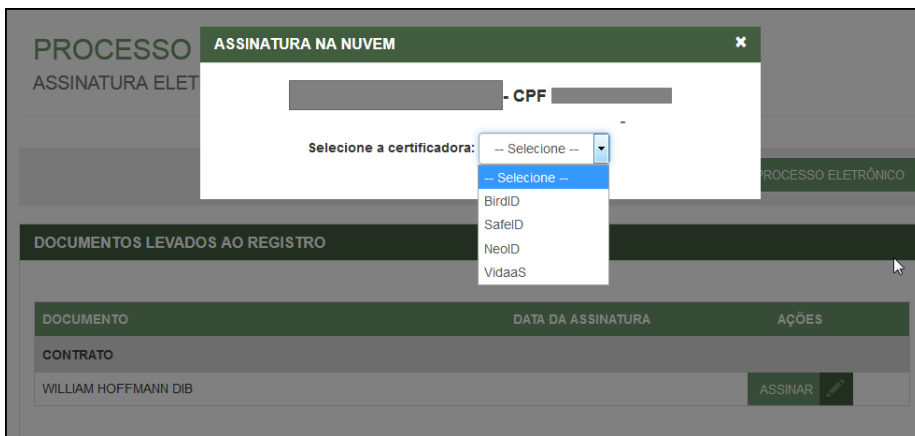 PROCESSO
ASSINATURA ELET
ASSINATURA NA NUVEM ×
- CPF
-
Selecione a certificadora: -- Selecione --
-- Selecione --
BirdID
SafeID
NeoID
VidaaS
PROCESSO ELETRÔNICO
DOCUMENTOS LEVADOS AO REGISTRO
DOCUMENTO DATA DA ASSINATURA AÇÕES
CONTRATO
WILLIAM HOFFMANN DIB ASSINAR